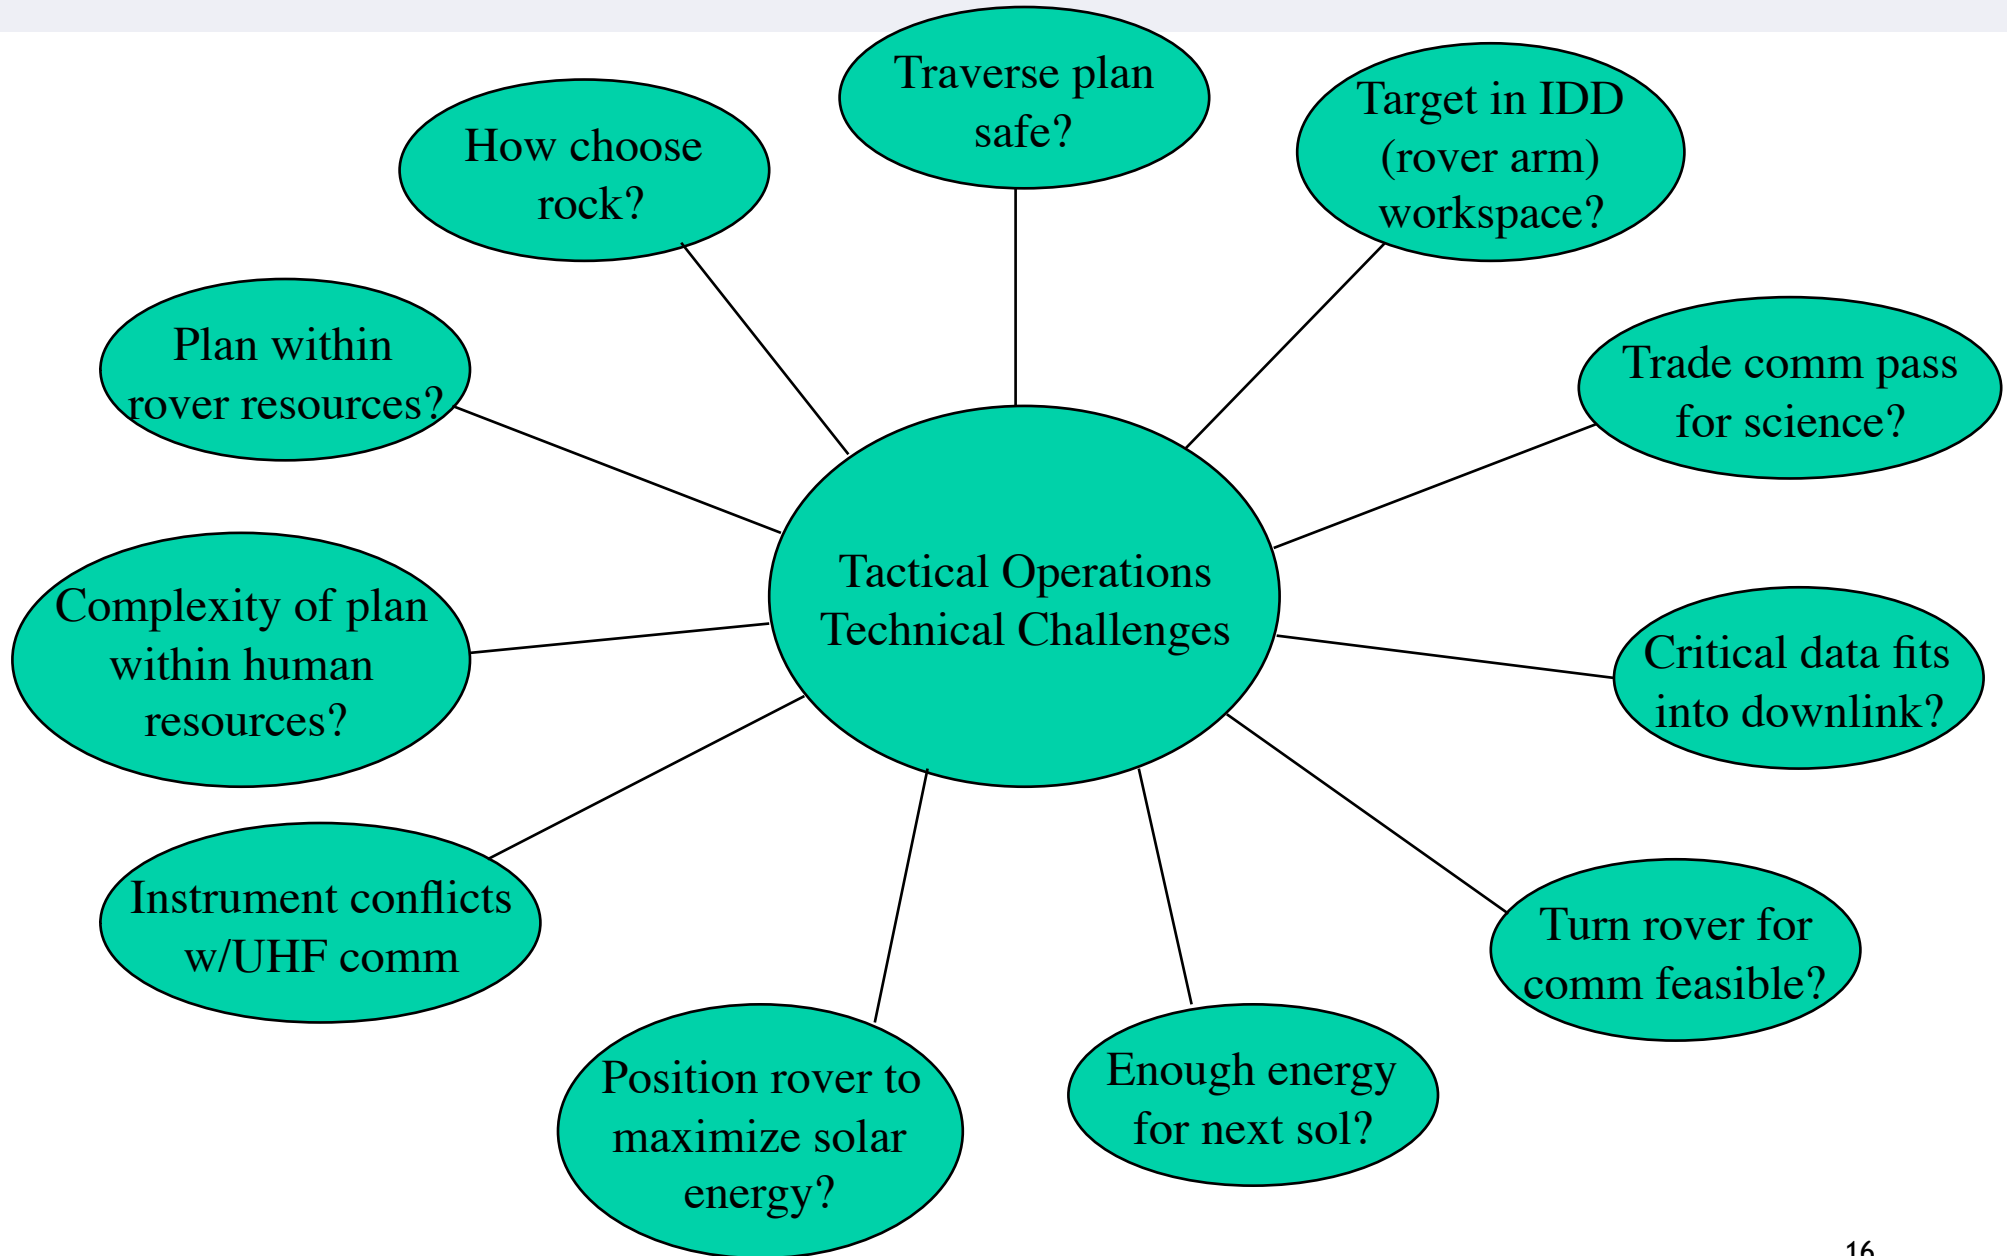 Traverse plan
safe?
How choose
rock?
Target in IDD
(rover arm)
workspace?
Plan within
rover resources?
Trade comm pass
for science?
Tactical Operations
Technical Challenges
Complexity of plan
within human
resources?
Critical data fits
into downlink?
Instrument conflicts
w/UHF comm
Turn rover for
comm feasible?
Position rover to
maximize solar
energy?
Enough energy
for next sol?
16